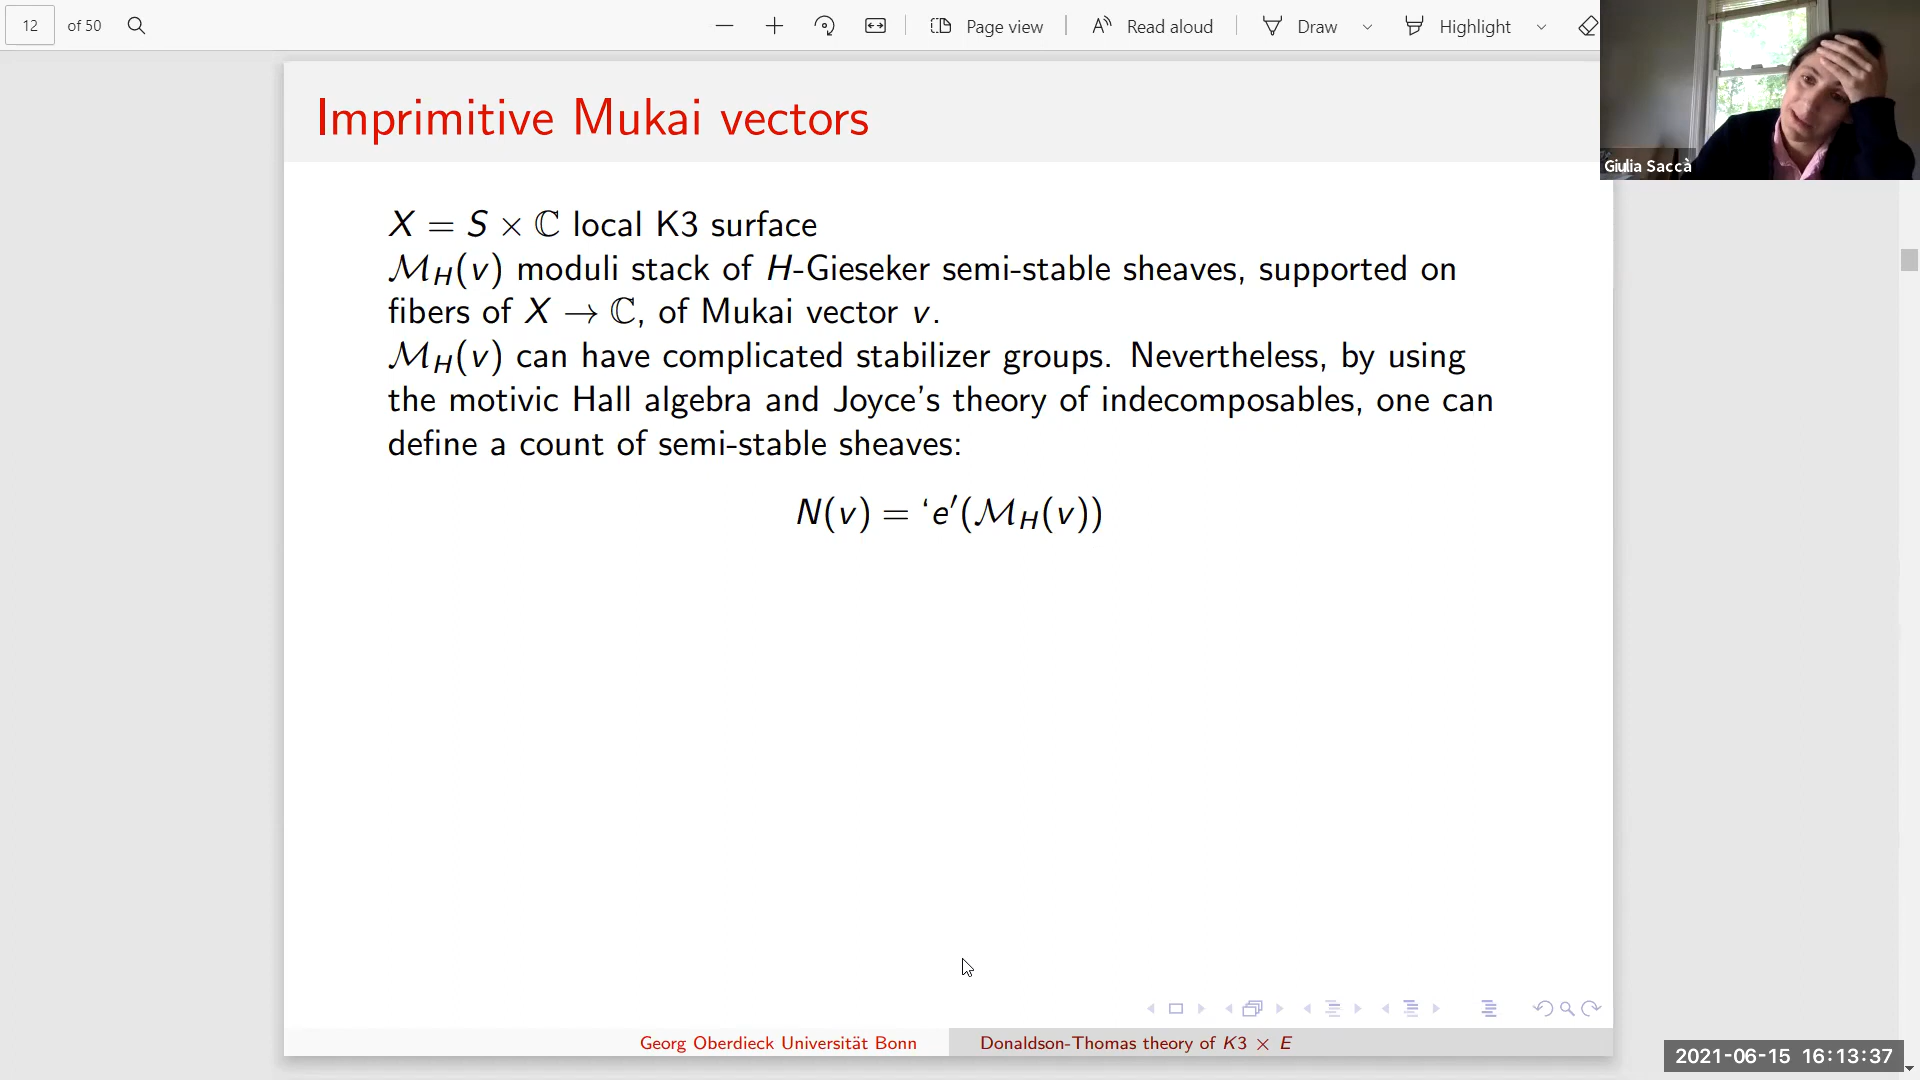 12 of 50 Page view Read aloud Draw Highlight
Giulia Saccà
Imprimitive Mukai vectors
X = S × ℂ local K3 surface
ℳ_H(v) moduli stack of H-Gieseker semi-stable sheaves, supported on
fibers of X → ℂ, of Mukai vector v.
ℳ_H(v) can have complicated stabilizer groups. Nevertheless, by using
the motivic Hall algebra and Joyce's theory of indecomposables, one can
define a count of semi-stable sheaves:
N(v) = ‘e′(ℳ_H(v))
Georg Oberdieck Universität Bonn Donaldson-Thomas theory of K3 × E
2021-06-15 16:13:37